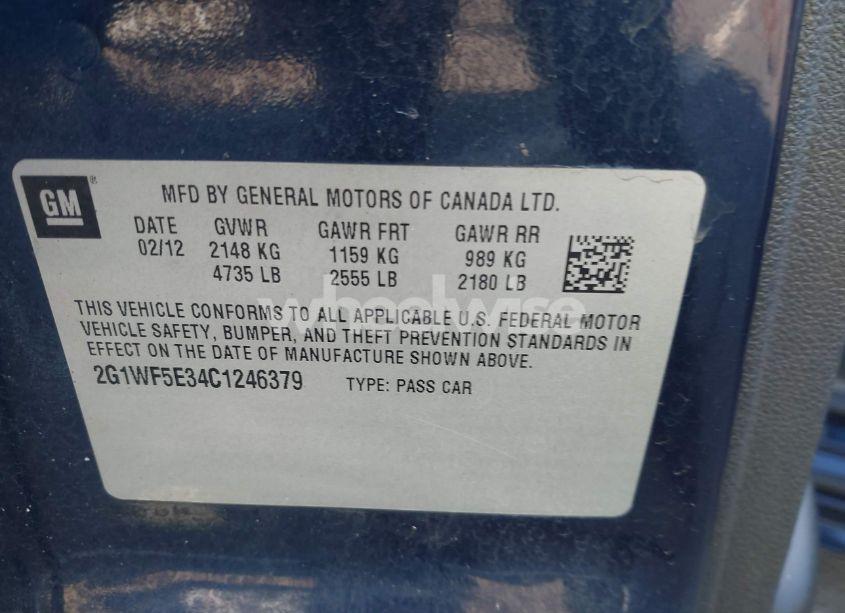 GM®
MFD BY GENERAL MOTORS OF CANADA LTD.
DATE GVWR GAWR FRT GAWR RR
02/12 2148 KG 1159 KG 989 KG
4735 LB 2555 LB 2180 LB
THIS VEHICLE CONFORMS TO ALL APPLICABLE U.S. FEDERAL MOTOR
VEHICLE SAFETY, BUMPER, AND THEFT PREVENTION STANDARDS IN
EFFECT ON THE DATE OF MANUFACTURE SHOWN ABOVE.
2G1WF5E34C1246379 TYPE: PASS CAR
wheelwise